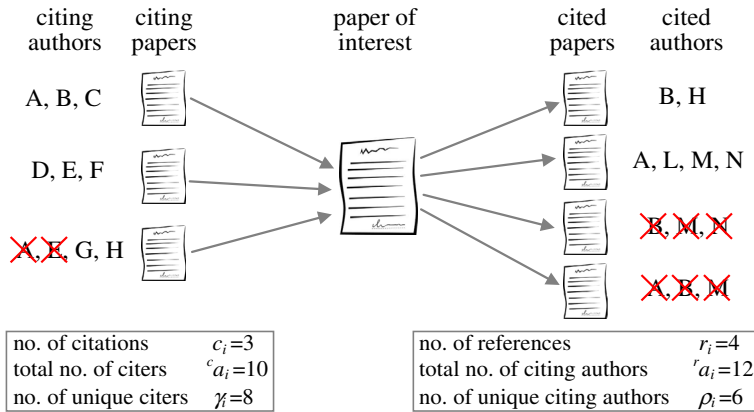 citing authors
citing papers
paper of interest
cited papers
cited authors
A, B, C
D, E, F
A, E, G, H
B, H
A, L, M, N
B, M, N
A, B, M
no. of citations c_i=3
total no. of citers ^c a_i=10
no. of unique citers γ_i=8
no. of references r_i=4
total no. of citing authors ^r a_i=12
no. of unique citing authors ρ_i=6